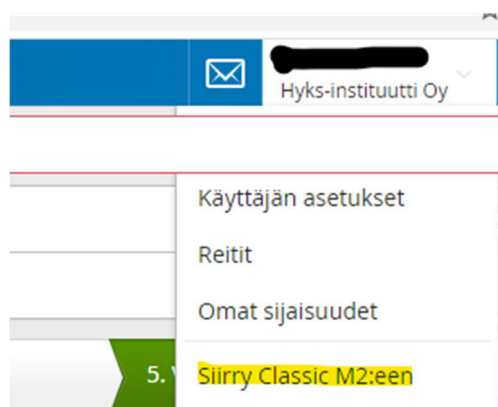 Hyks-instituutti Oy
Käyttäjän asetukset
Reitit
Omat sijaisuudet
5.
Siirry Classic M2:een